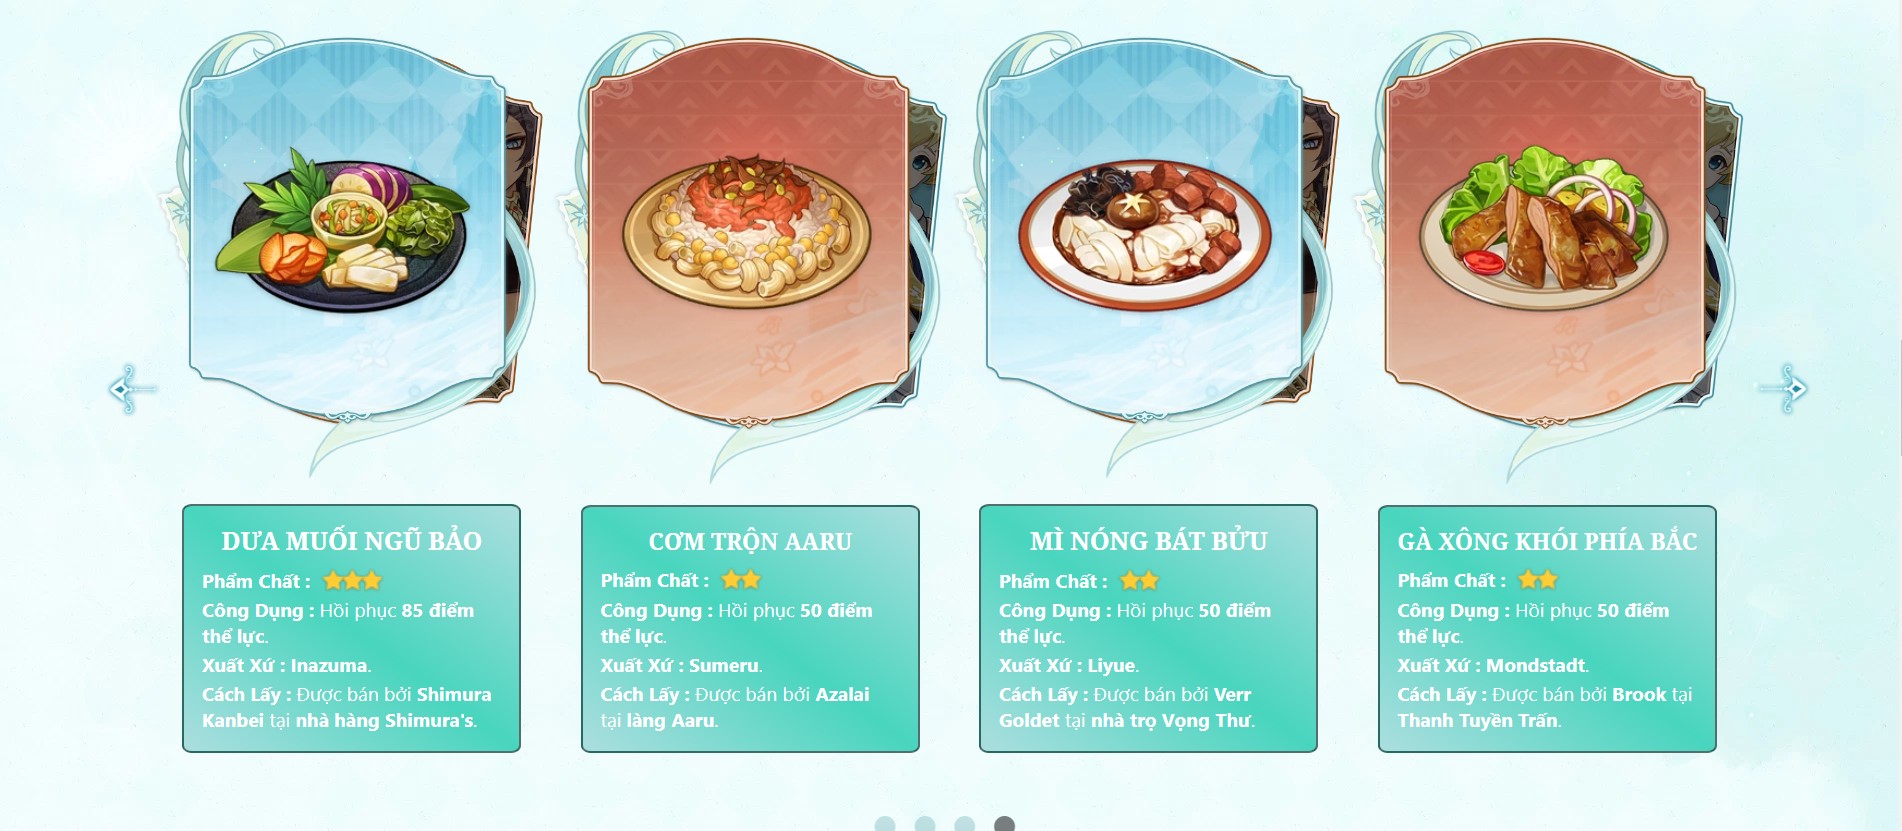 DƯA MUỐI NGŨ BẢO
Phẩm Chất :
Công Dụng : Hồi phục 85 điểm
thể lực.
Xuất Xứ : Inazuma.
Cách Lấy : Được bán bởi Shimura
Kanbei tại nhà hàng Shimura's.
CƠM TRỘN AARU
Phẩm Chất :
Công Dụng : Hồi phục 50 điểm
thể lực.
Xuất Xứ : Sumeru.
Cách Lấy : Được bán bởi Azalai
tại làng Aaru.
MÌ NÓNG BÁT BỬU
Phẩm Chất :
Công Dụng : Hồi phục 50 điểm
thể lực.
Xuất Xứ : Liyue.
Cách Lấy : Được bán bởi Verr
Goldet tại nhà trọ Vọng Thư.
GÀ XÔNG KHÓI PHÍA BẮC
Phẩm Chất :
Công Dụng : Hồi phục 50 điểm
thể lực.
Xuất Xứ : Mondstadt.
Cách Lấy : Được bán bởi Brook tại
Thanh Tuyền Trấn.